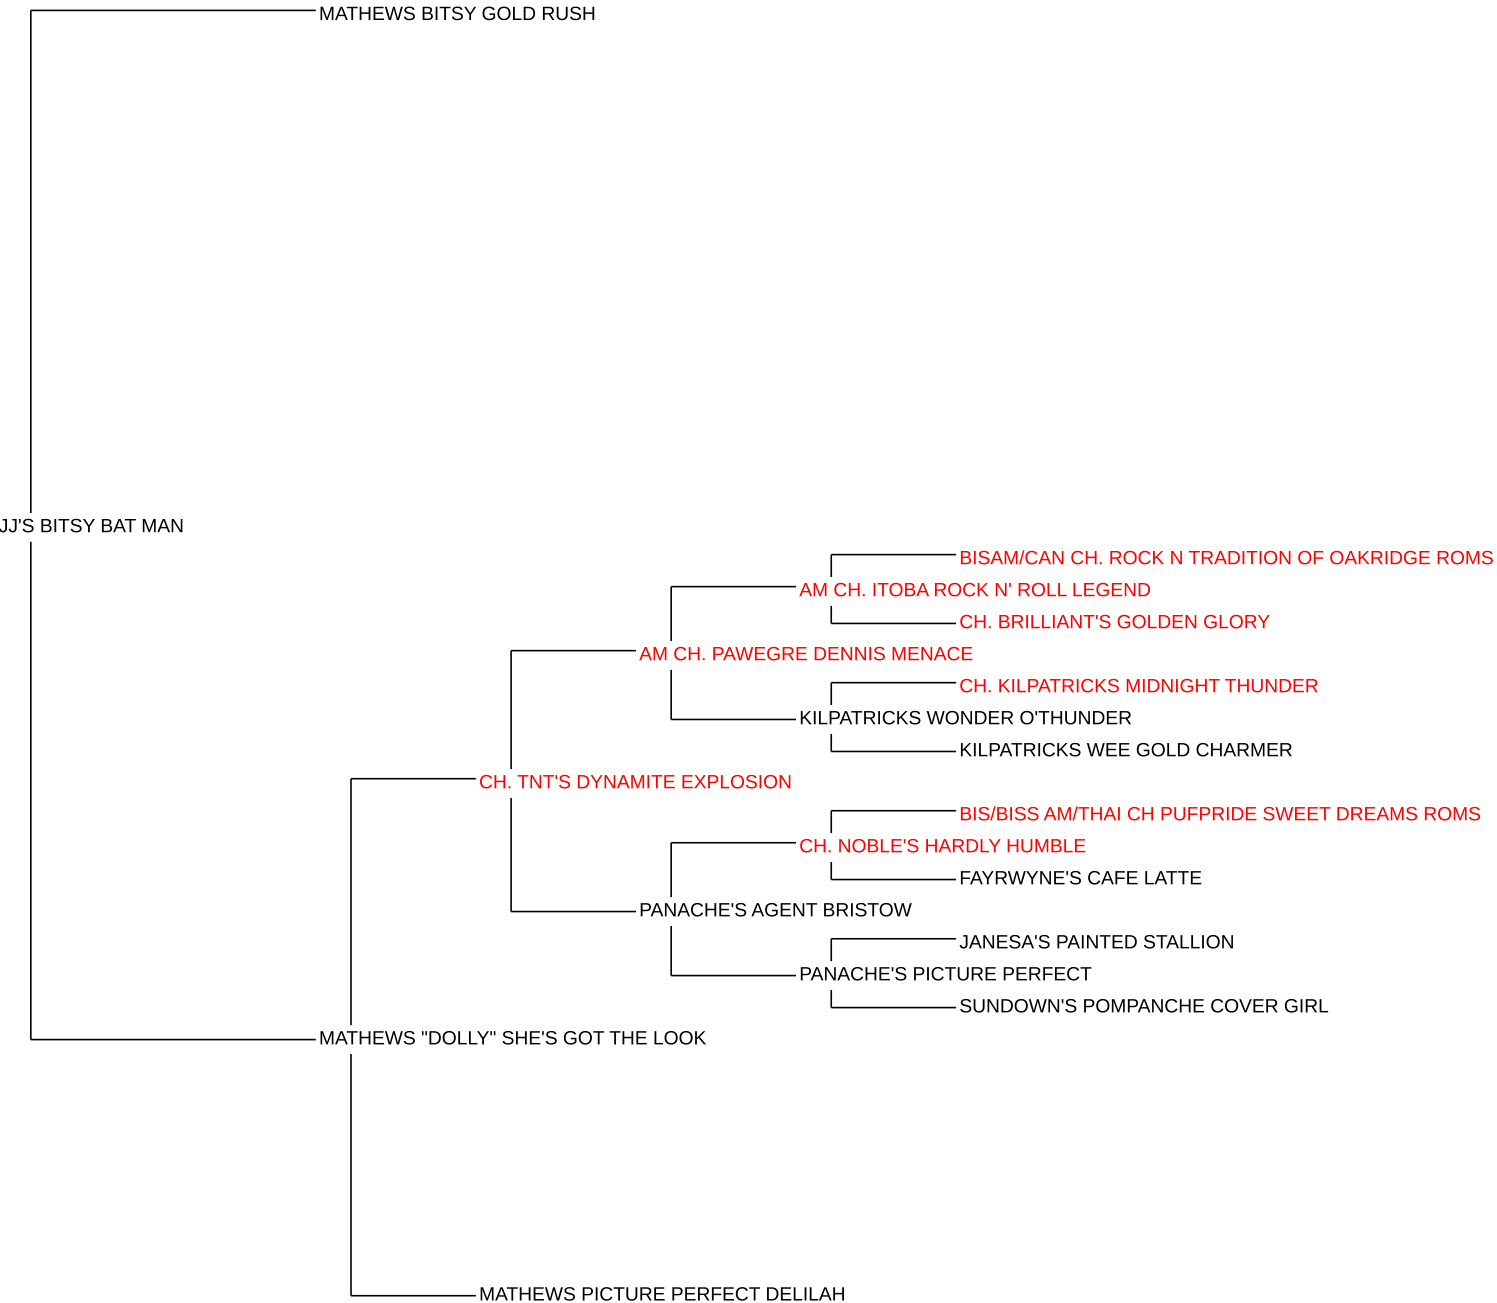 MATHEWS BITSY GOLD RUSH
JJ'S BITSY BAT MAN
BISAM/CAN CH. ROCK N TRADITION OF OAKRIDGE ROMS
AM CH. ITOBA ROCK N' ROLL LEGEND
CH. BRILLIANT'S GOLDEN GLORY
AM CH. PAWEGRE DENNIS MENACE
CH. KILPATRICKS MIDNIGHT THUNDER
KILPATRICKS WONDER O'THUNDER
KILPATRICKS WEE GOLD CHARMER
CH. TNT'S DYNAMITE EXPLOSION
BIS/BISS AM/THAI CH PUFPRIDE SWEET DREAMS ROMS
CH. NOBLE'S HARDLY HUMBLE
FAYRWYNE'S CAFE LATTE
PANACHE'S AGENT BRISTOW
JANESA'S PAINTED STALLION
PANACHE'S PICTURE PERFECT
SUNDOWN'S POMPANCHE COVER GIRL
MATHEWS "DOLLY" SHE'S GOT THE LOOK
MATHEWS PICTURE PERFECT DELILAH